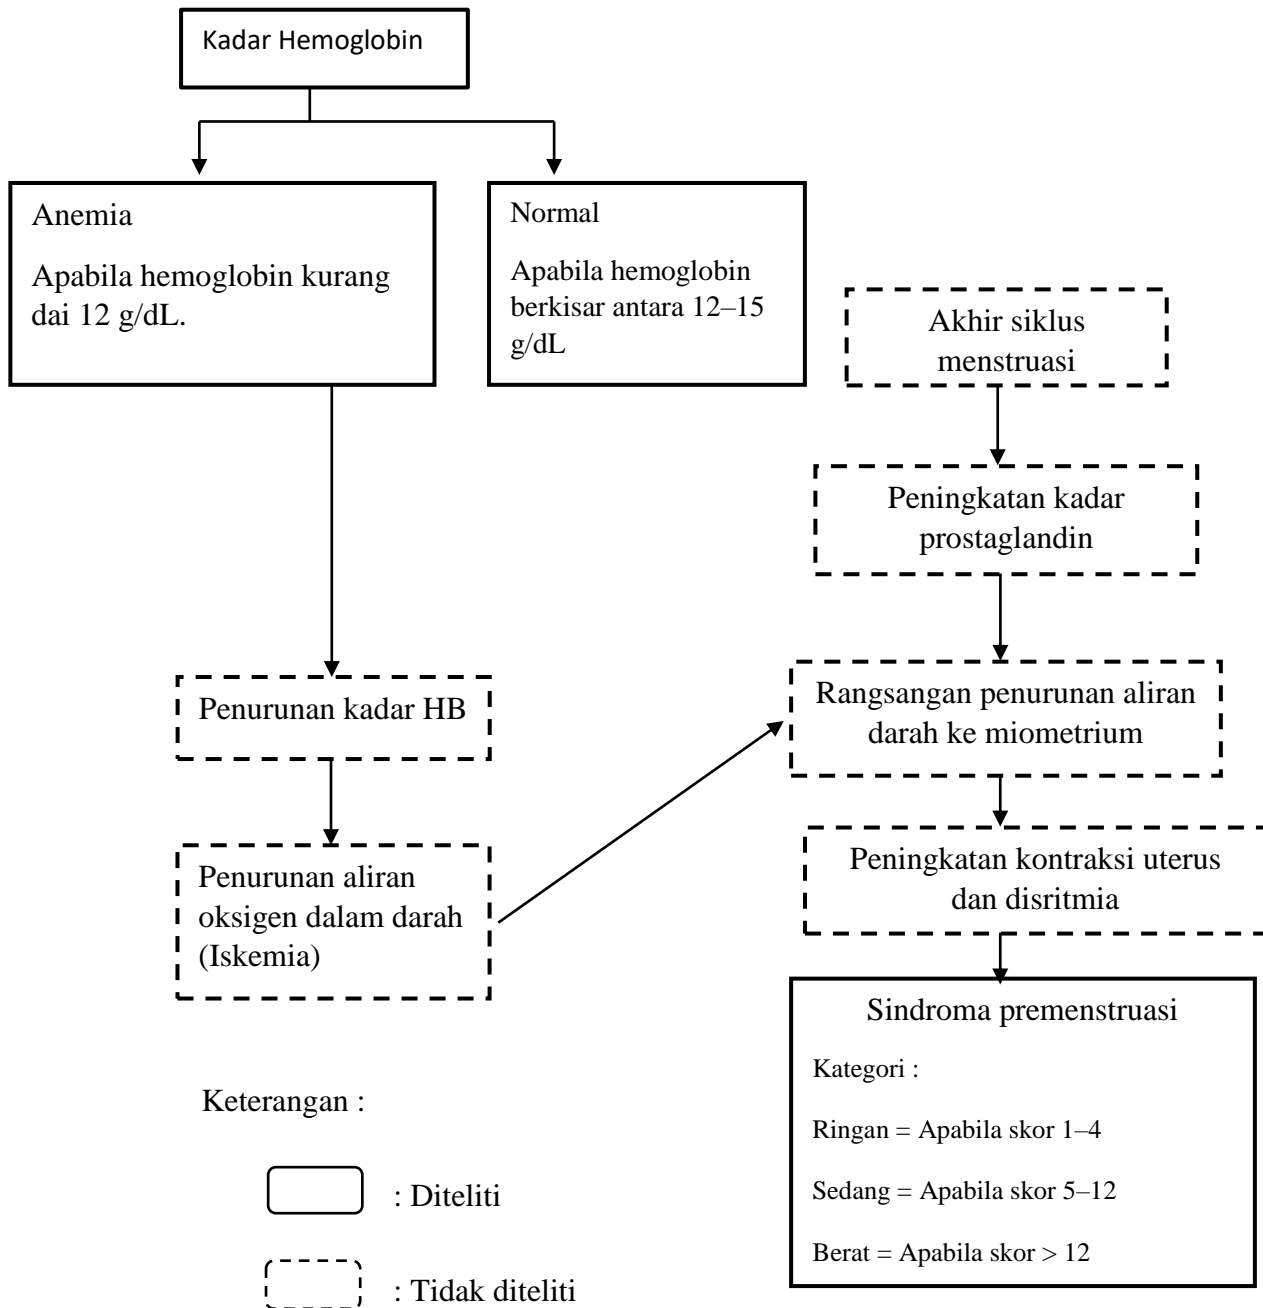 Kadar Hemoglobin
Anemia
Apabila hemoglobin kurang
dai 12 g/dL.
Normal
Apabila hemoglobin
berkisar antara 12–15
g/dL
Akhir siklus
menstruasi
Peningkatan kadar
prostaglandin
Penurunan kadar HB
Rangsangan penurunan aliran
darah ke miometrium
Penurunan aliran
oksigen dalam darah
(Iskemia)
Peningkatan kontraksi uterus
dan disritmia
Sindroma premenstruasi
Kategori :
Ringan = Apabila skor 1–4
Sedang = Apabila skor 5–12
Berat = Apabila skor > 12
Keterangan :
: Diteliti
: Tidak diteliti